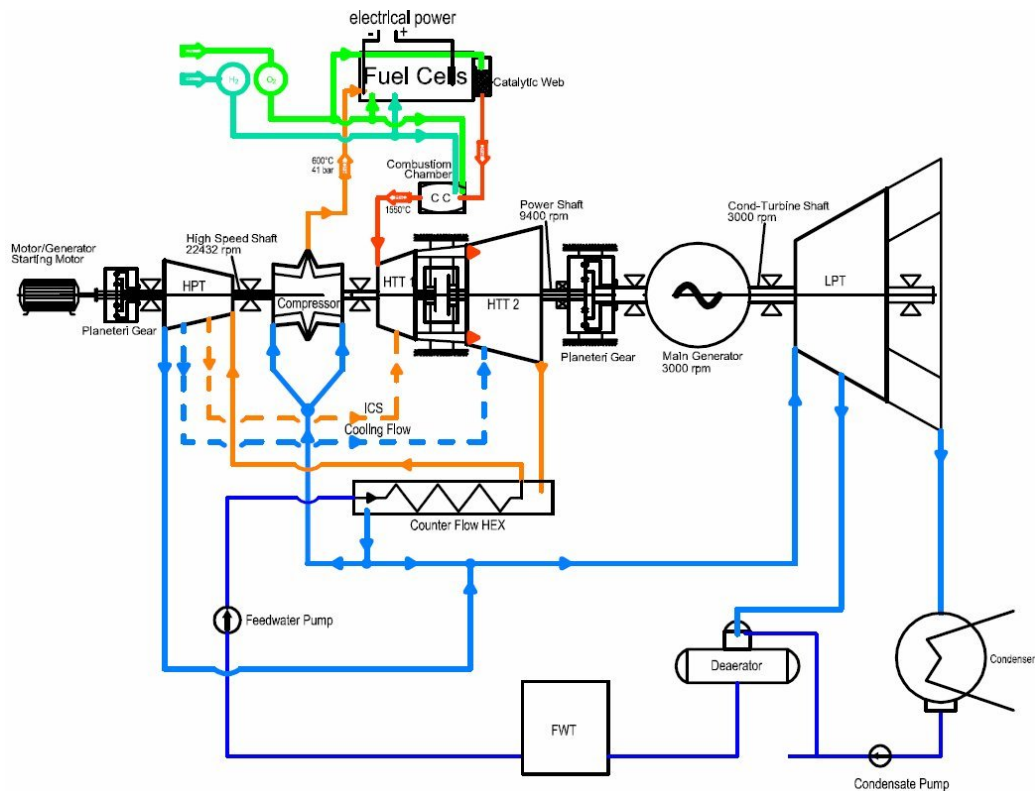 electrical power
- +
H₂
O₂
Fuel Cells
Catalytic Web
600°C
41 bar
Combustiom
Chamber
C C
1550°C
Power Shaft
9400 rpm
Cond-Turbine Shaft
3000 rpm
Motor/Generator
Starting Motor
High Speed Shaft
22432 rpm
HPT
Compressor
HTT 1
HTT 2
LPT
Planeteri Gear
Planeteri Gear
Main Generator
3000 rpm
ICS
Cooling Flow
Counter Flow HEX
Feedwater Pump
Deaerator
Condenser
FWT
Condensate Pump